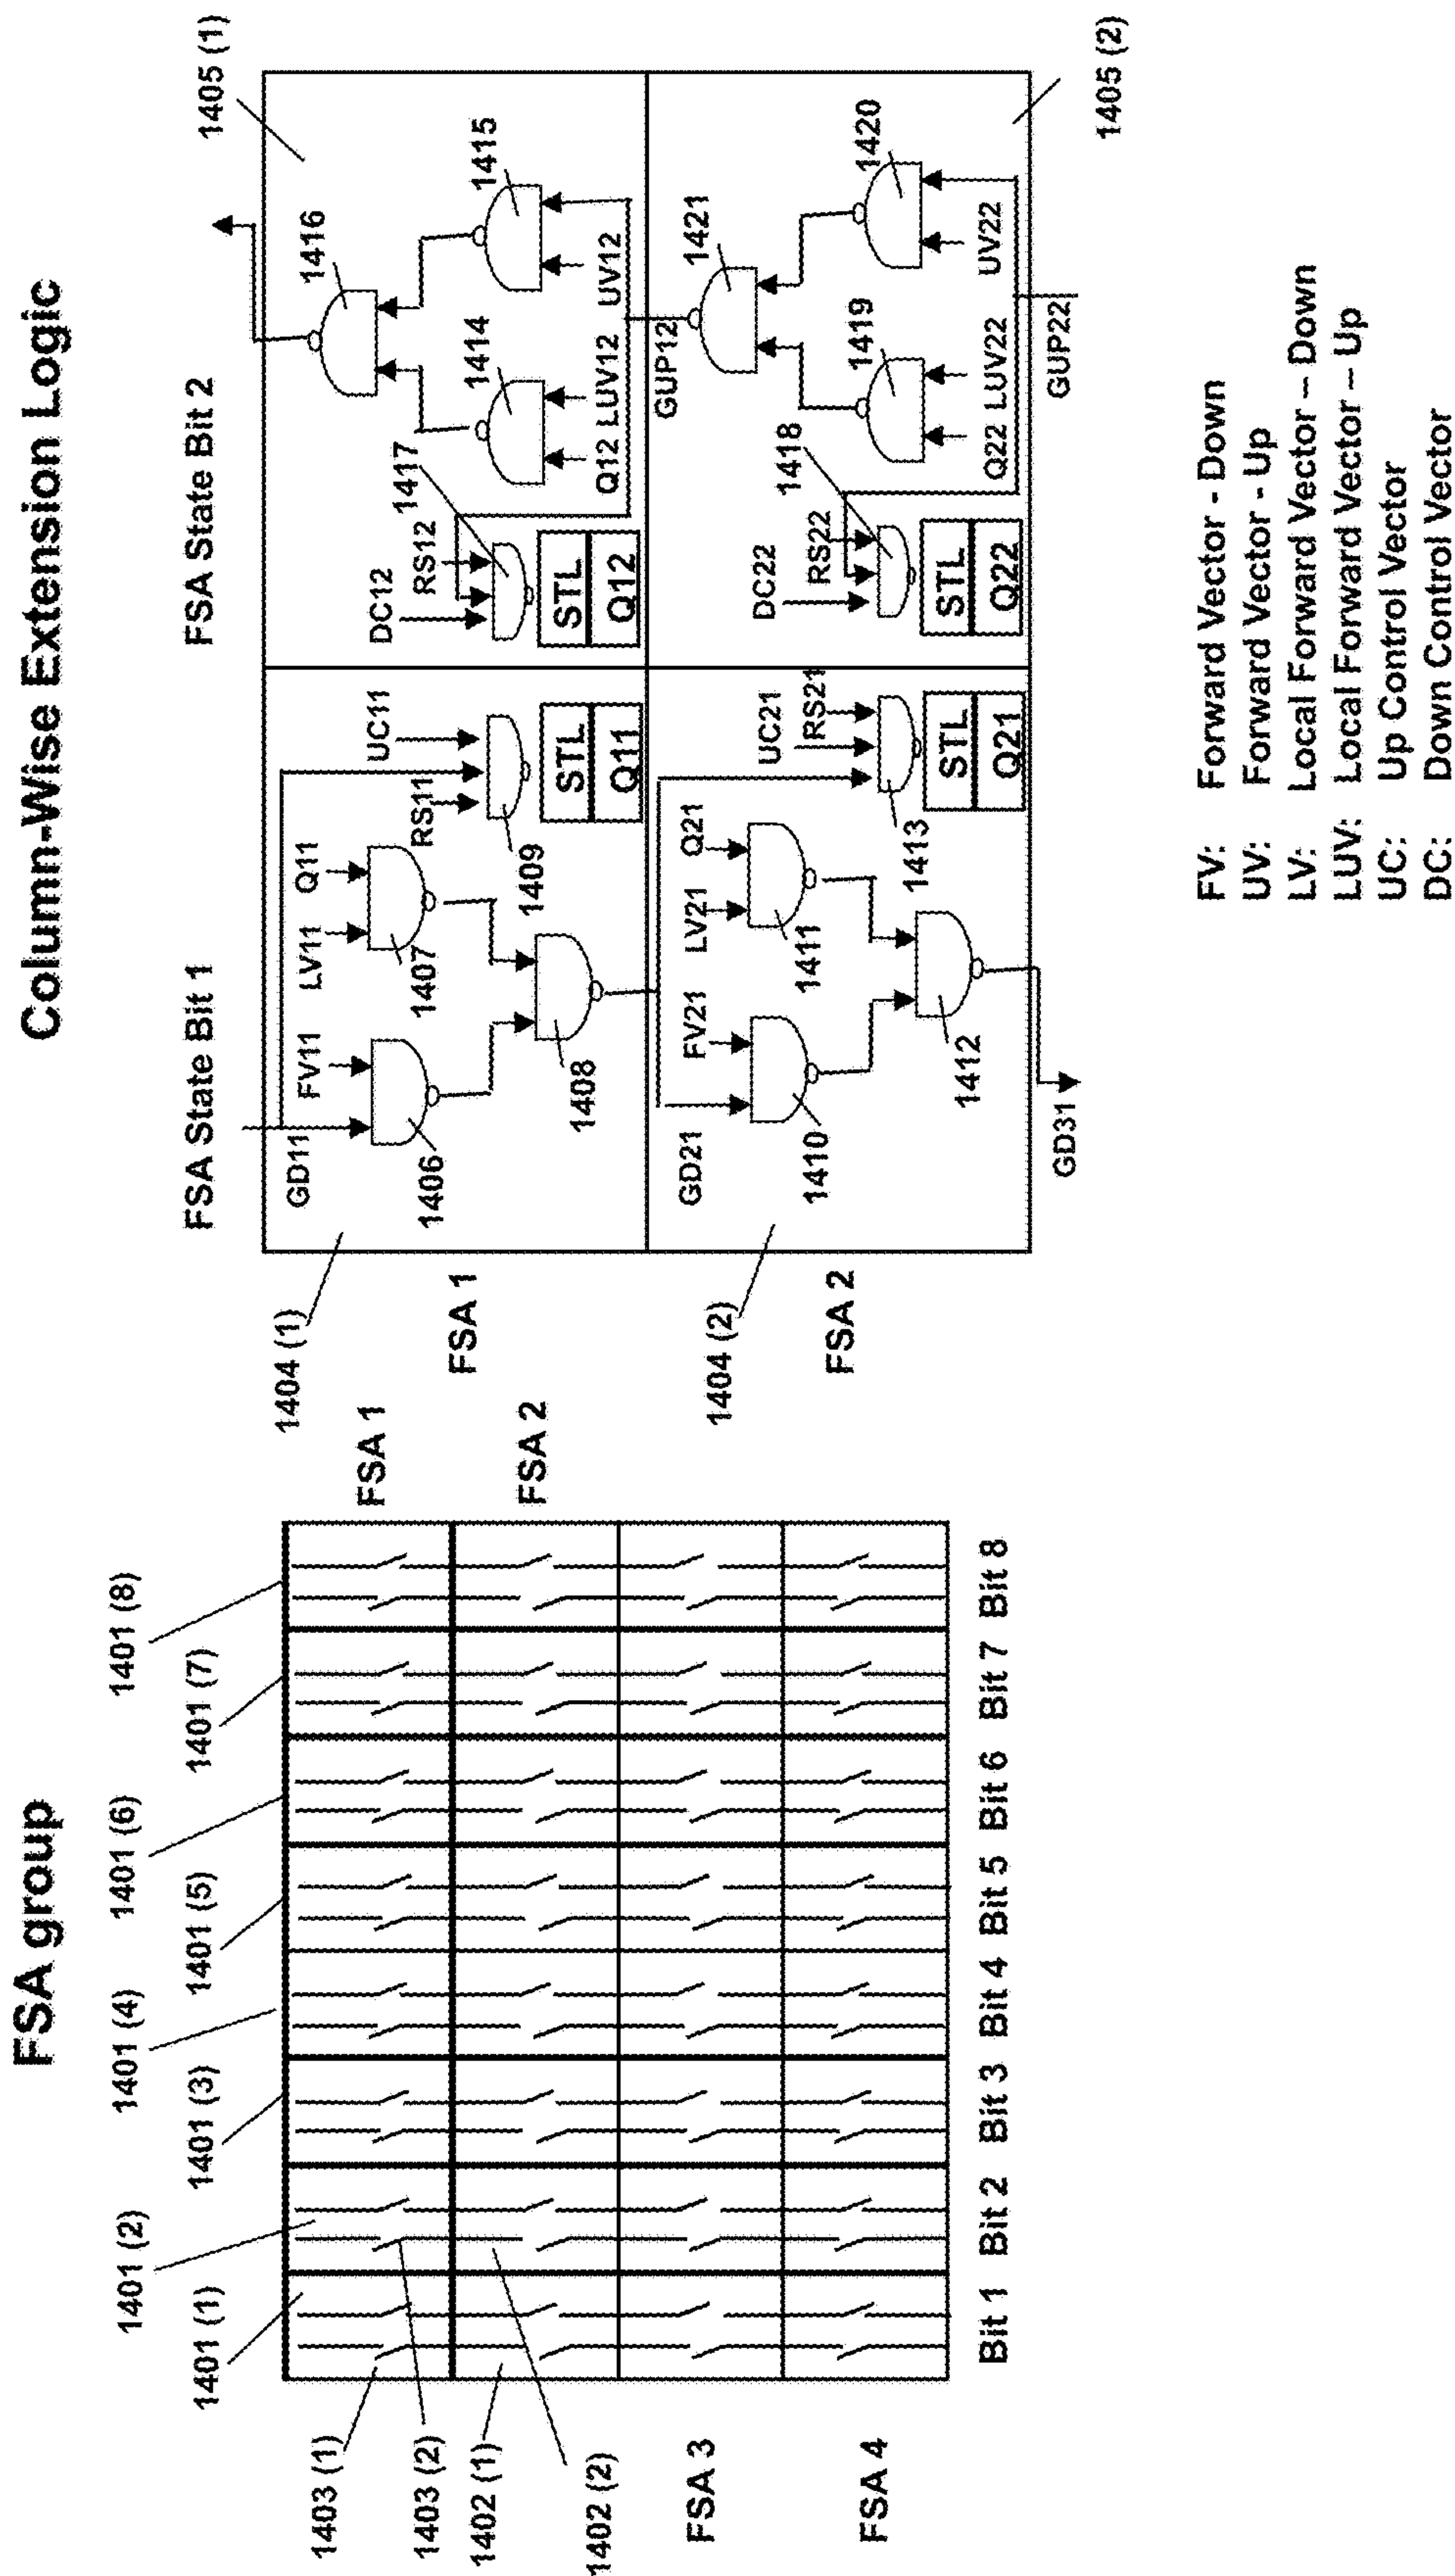 FSA group
Column-Wise Extension Logic
1401 (1)
1401 (2)
1401 (3)
1401 (4)
1401 (5)
1401 (6)
1401 (7)
1401 (8)
1403 (1)
1403 (2)
1402 (1)
1402 (2)
FSA 1
FSA 2
FSA 3
FSA 4
Bit 1 Bit 2 Bit 3 Bit 4 Bit 5 Bit 6 Bit 7 Bit 8
FSA State Bit 1
FSA State Bit 2
1404 (1)
FSA 1
1404 (2)
FSA 2
1405 (1)
1405 (2)
GD11
FV11
LV11
Q11
RS11
UC11
1406
1407
1408
1409
STL
Q11
DC12
RS12
1417
STL
Q12
1414
1415
1416
Q12 LUV12 UV12
GUP12
GD21
FV21
LV21
Q21
UC21
RS21
1410
1411
1412
1413
STL
Q21
GD31
DC22
RS22
1418
STL
Q22
1419
1420
1421
Q22 LUV22 UV22
GUP22
FV: Forward Vector - Down
UV: Forward Vector - Up
LV: Local Forward Vector – Down
LUV: Local Forward Vector – Up
UC: Up Control Vector
DC: Down Control Vector